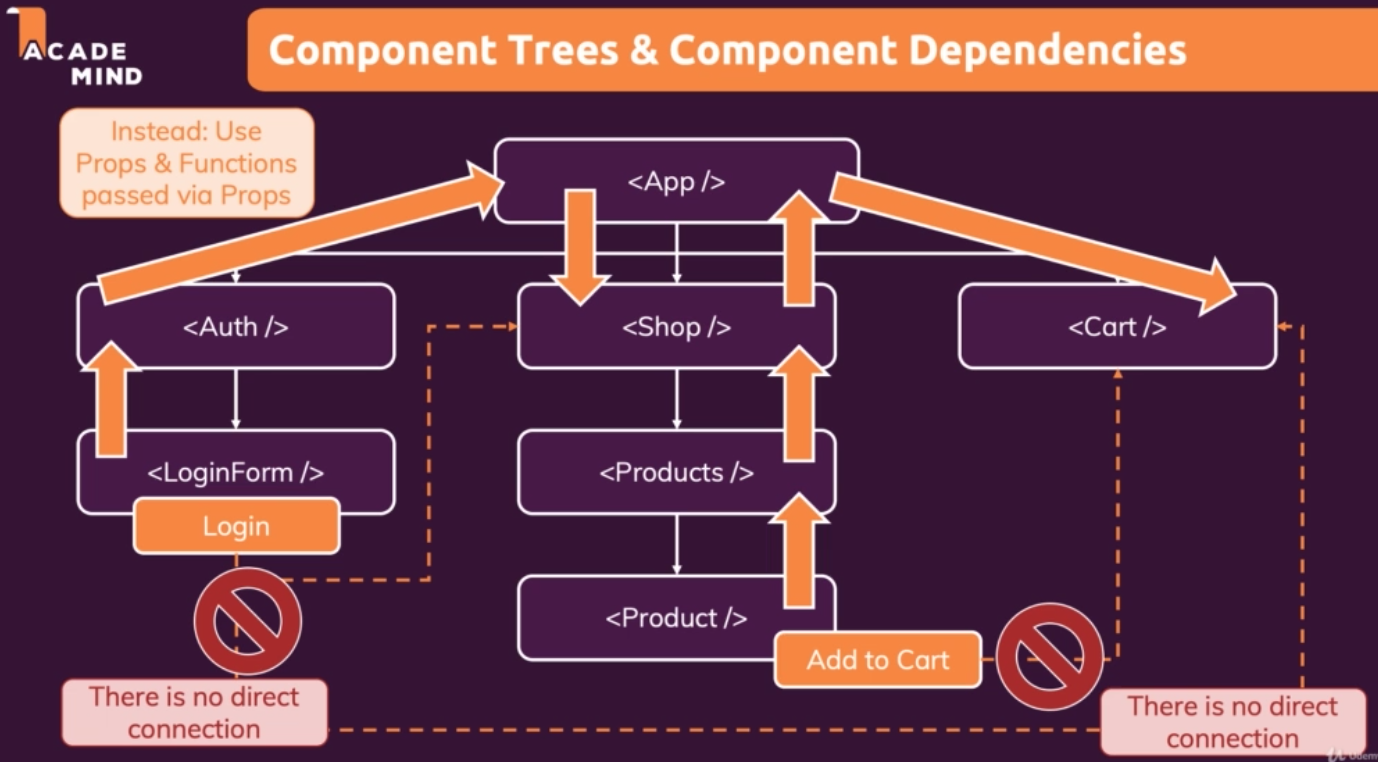 ACADE
MIND
Component Trees & Component Dependencies
Instead: Use
Props & Functions
passed via Props
<App />
<Auth />
<Shop />
<Cart />
<LoginForm />
<Products />
Login
<Product />
Add to Cart
There is no direct
connection
There is no direct
connection
Udemy